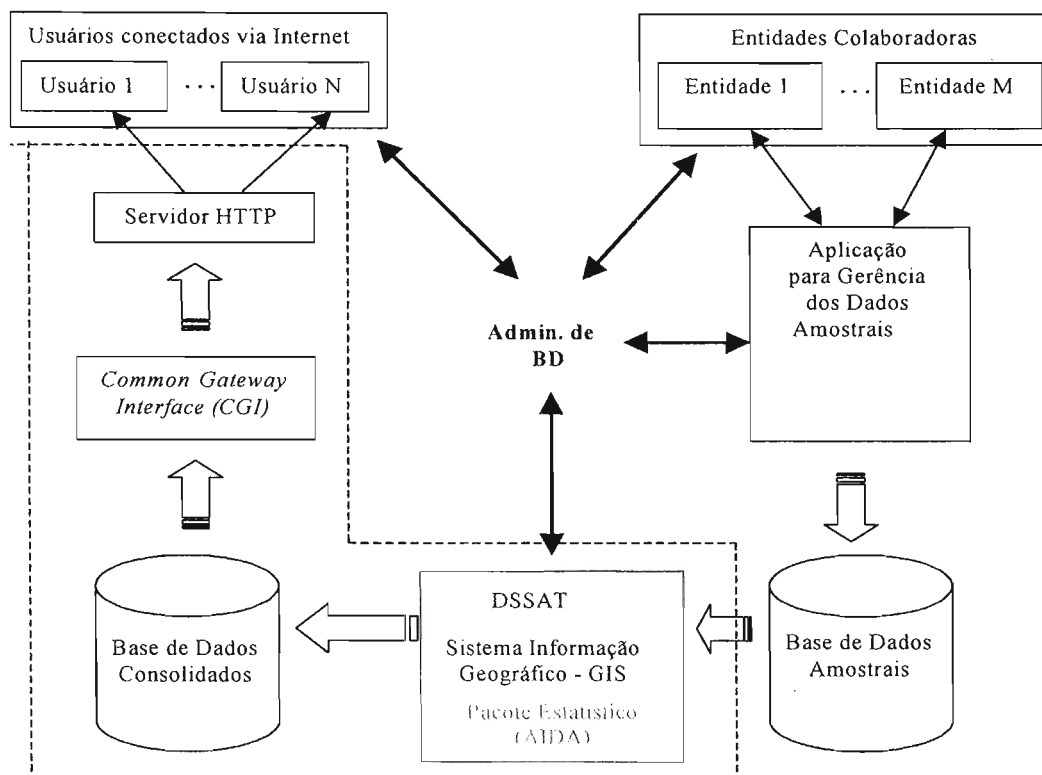 Usuários conectados via Internet
Usuário 1
...
Usuário N
Entidades Colaboradoras
Entidade 1
...
Entidade M
Servidor HTTP
Aplicação
para Gerência
dos Dados
Amostrais
Admin. de
BD
Common Gateway
Interface (CGI)
DSSAT
Sistema Informação
Geográfico - GIS
Pacote Estatístico
(AIDA)
Base de Dados
Consolidados
Base de Dados
Amostrais